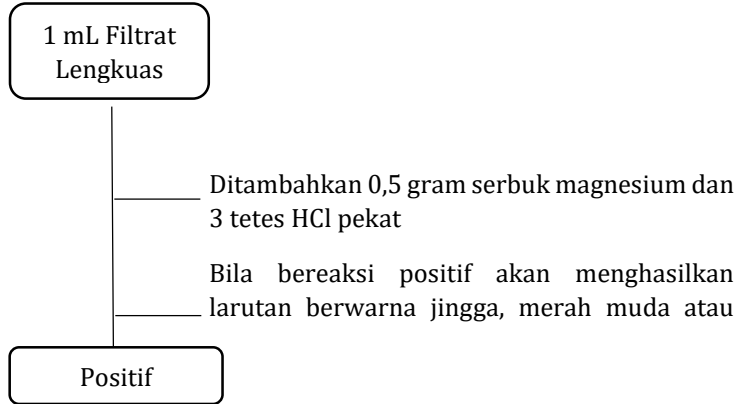 1 mL Filtrat
Lengkuas
Ditambahkan 0,5 gram serbuk magnesium dan
3 tetes HCl pekat
Bila bereaksi positif akan menghasilkan
larutan berwarna jingga, merah muda atau
Positif